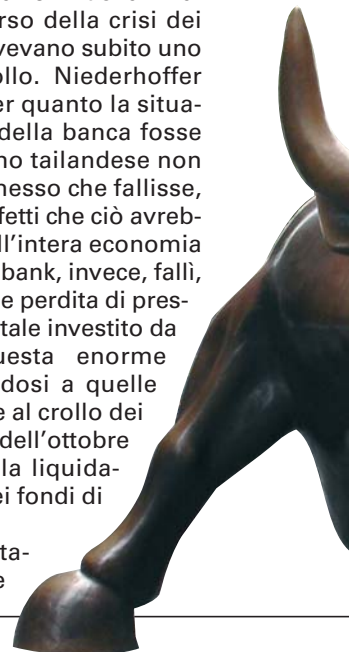 rso della crisi dei
vevano subito uno
ollo. Niederhoffer
er quanto la situa-
della banca fosse
no tailandese non
nesso che fallisse,
fetti che ciò avreb-
ll'intera economia
bank, invece, fallì,
e perdita di pres-
tale investito da
uesta enorme
dosi a quelle
e al crollo dei
dell'ottobre
la liquida-
ei fondi di
ta-
e